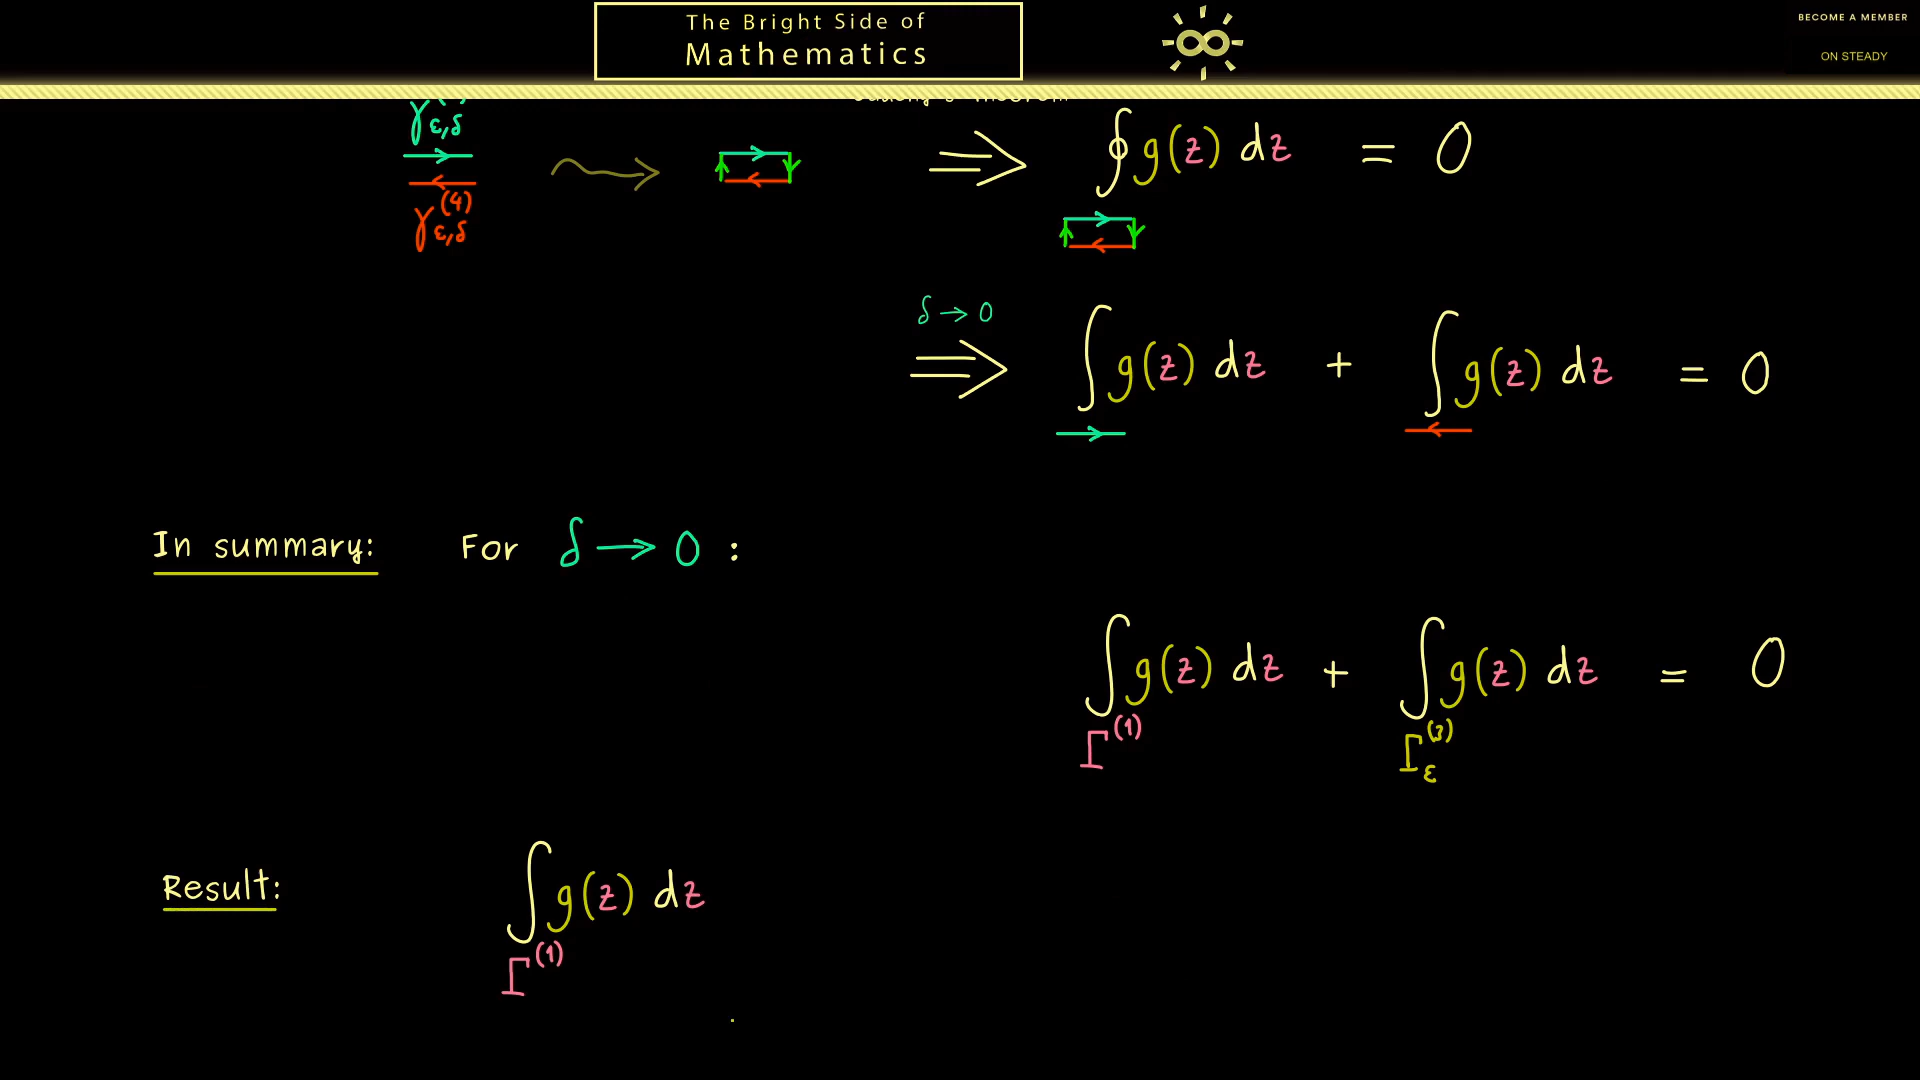 The Bright Side of
Mathematics
BECOME A MEMBER
ON STEADY
γ ε,δ
⇒ ∮ g(z) dz = 0
γ^(4) ε,δ
δ → 0
⇒ ∫ g(z) dz + ∫ g(z) dz = 0
In summary: For δ → 0 :
∫ g(z) dz + ∫ g(z) dz = 0
Γ^(1) Γ^(3) ε
Result: ∫ g(z) dz
Γ^(1)